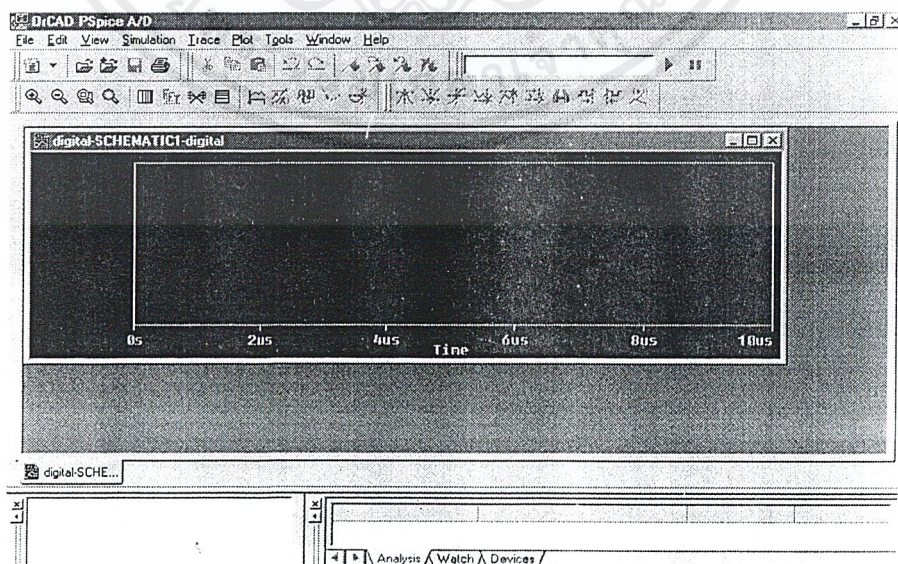 OrCAD PSpice A/D
File Edit View Simulation Trace Plot Tools Window Help
digital-SCHEMATIC1-digital
0s 2us 4us 6us 8us 10us
Time
digital-SCHE...
Analysis Watch Devices